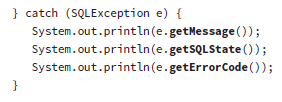 } catch (SQLException e) {
System.out.println(e.getMessage());
System.out.println(e.getSQLState());
System.out.println(e.getErrorCode());
}